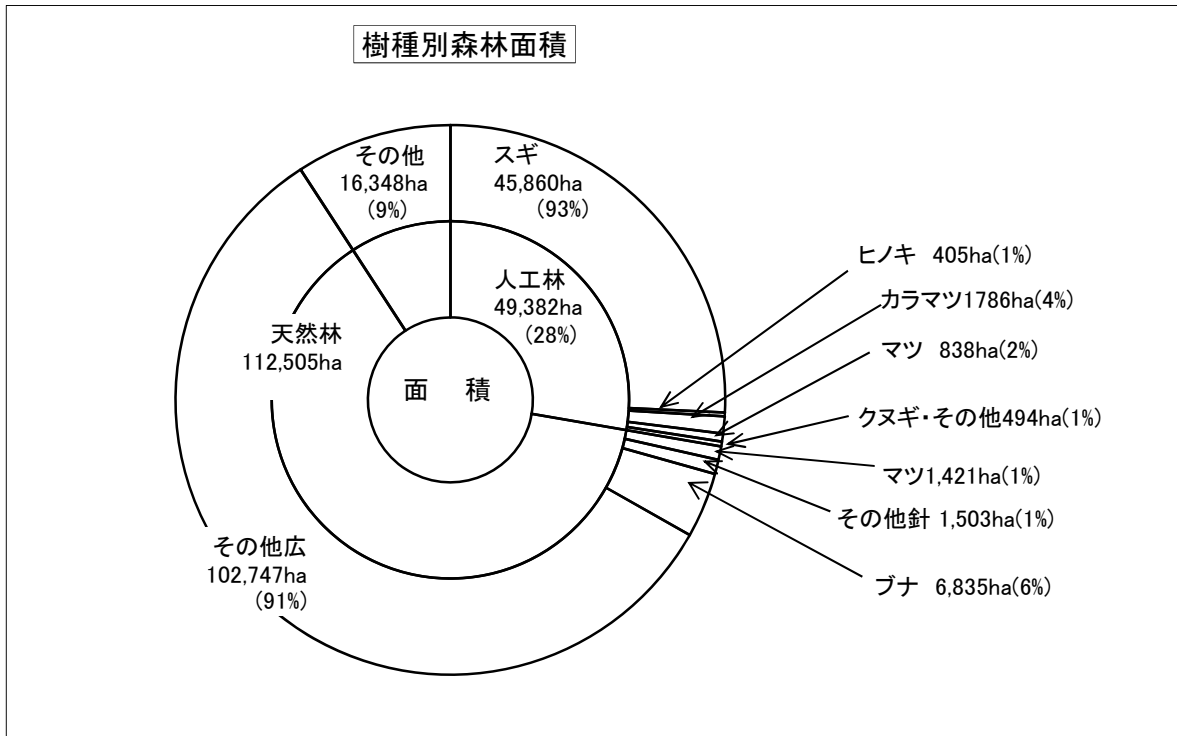 樹種別森林面積
その他
16,348ha
(9%)
スギ
45,860ha
(93%)
人工林
49,382ha
(28%)
天然林
112,505ha
面 積
その他広
102,747ha
(91%)
ヒノキ 405ha(1%)
カラマツ1786ha(4%)
マツ 838ha(2%)
クヌギ・その他494ha(1%)
マツ1,421ha(1%)
その他針 1,503ha(1%)
ブナ 6,835ha(6%)